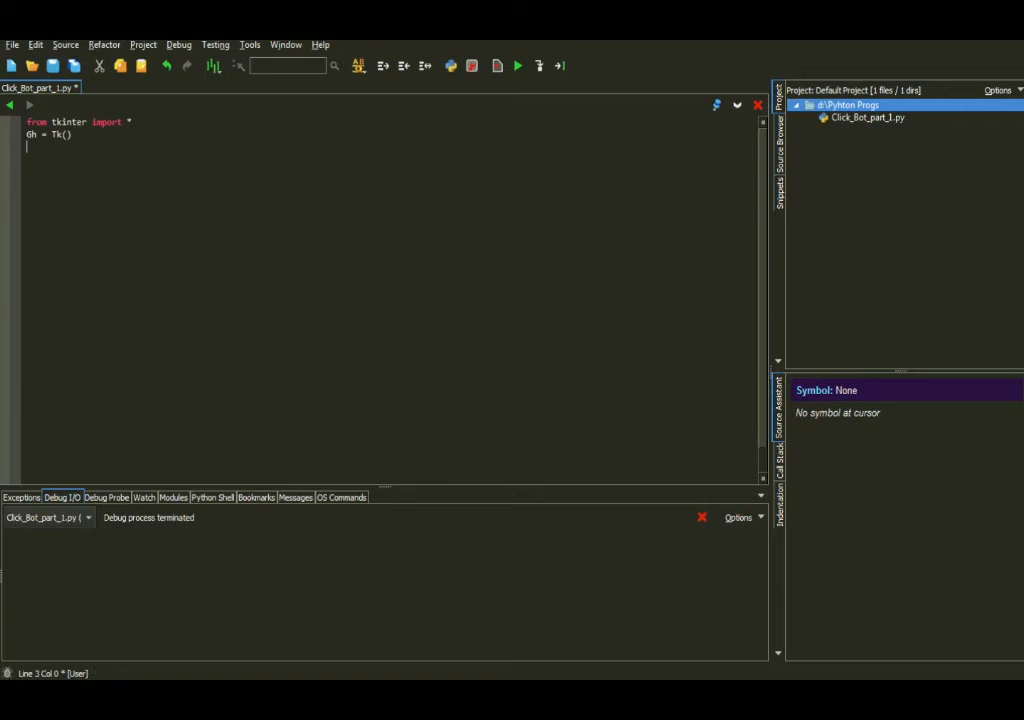 File Edit Source Refactor Project Debug Testing Tools Window Help
Click_Bot_part_1.py *
from tkinter import *
Gh = Tk()
Project: Default Project [1 files / 1 dirs] Options
d:\Pyhton Progs
Click_Bot_part_1.py
Project
Source Browser
Snippets
Symbol: None
No symbol at cursor
Source Assistant
Call Stack
Indentation
Exceptions Debug I/O Debug Probe Watch Modules Python Shell Bookmarks Messages OS Commands
Click_Bot_part_1.py ( Debug process terminated Options
Line 3 Col 0 * [User]